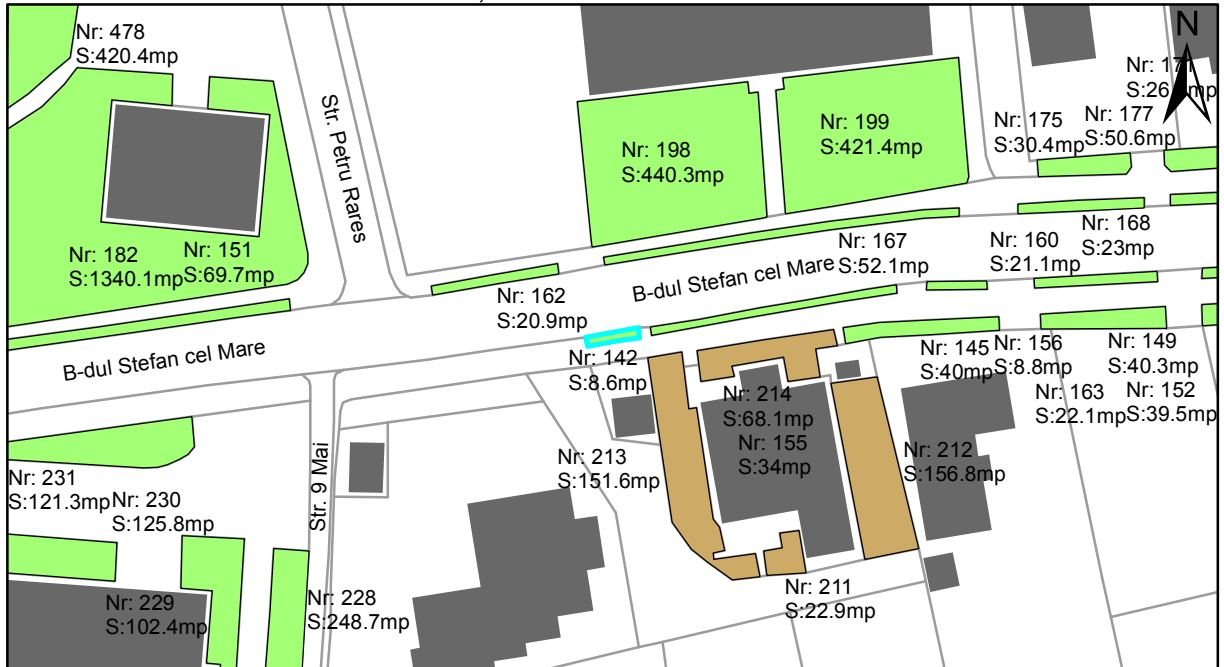 Nr: 478
S:420.4mp
N
Str. Petru Rares
Nr: 198
S:440.3mp
Nr: 199
S:421.4mp
Nr: 175
S:30.4mp
Nr: 177
S:50.6mp
Nr: 182
S:1340.1mp
Nr: 151
S:69.7mp
Nr: 167
S:52.1mp
Nr: 160
S:21.1mp
Nr: 168
S:23mp
B-dul Stefan cel Mare
Nr: 162
S:20.9mp
B-dul Stefan cel Mare
Nr: 142
S:8.6mp
Nr: 145
S:40mp
Nr: 156
S:8.8mp
Nr: 149
S:40.3mp
Nr: 163
S:22.1mp
Nr: 152
S:39.5mp
Nr: 214
S:68.1mp
Nr: 155
S:34mp
Nr: 213
S:151.6mp
Nr: 212
S:156.8mp
Nr: 231
S:121.3mp
Nr: 230
S:125.8mp
Str. 9 Mai
Nr: 229
S:102.4mp
Nr: 228
S:248.7mp
Nr: 211
S:22.9mp